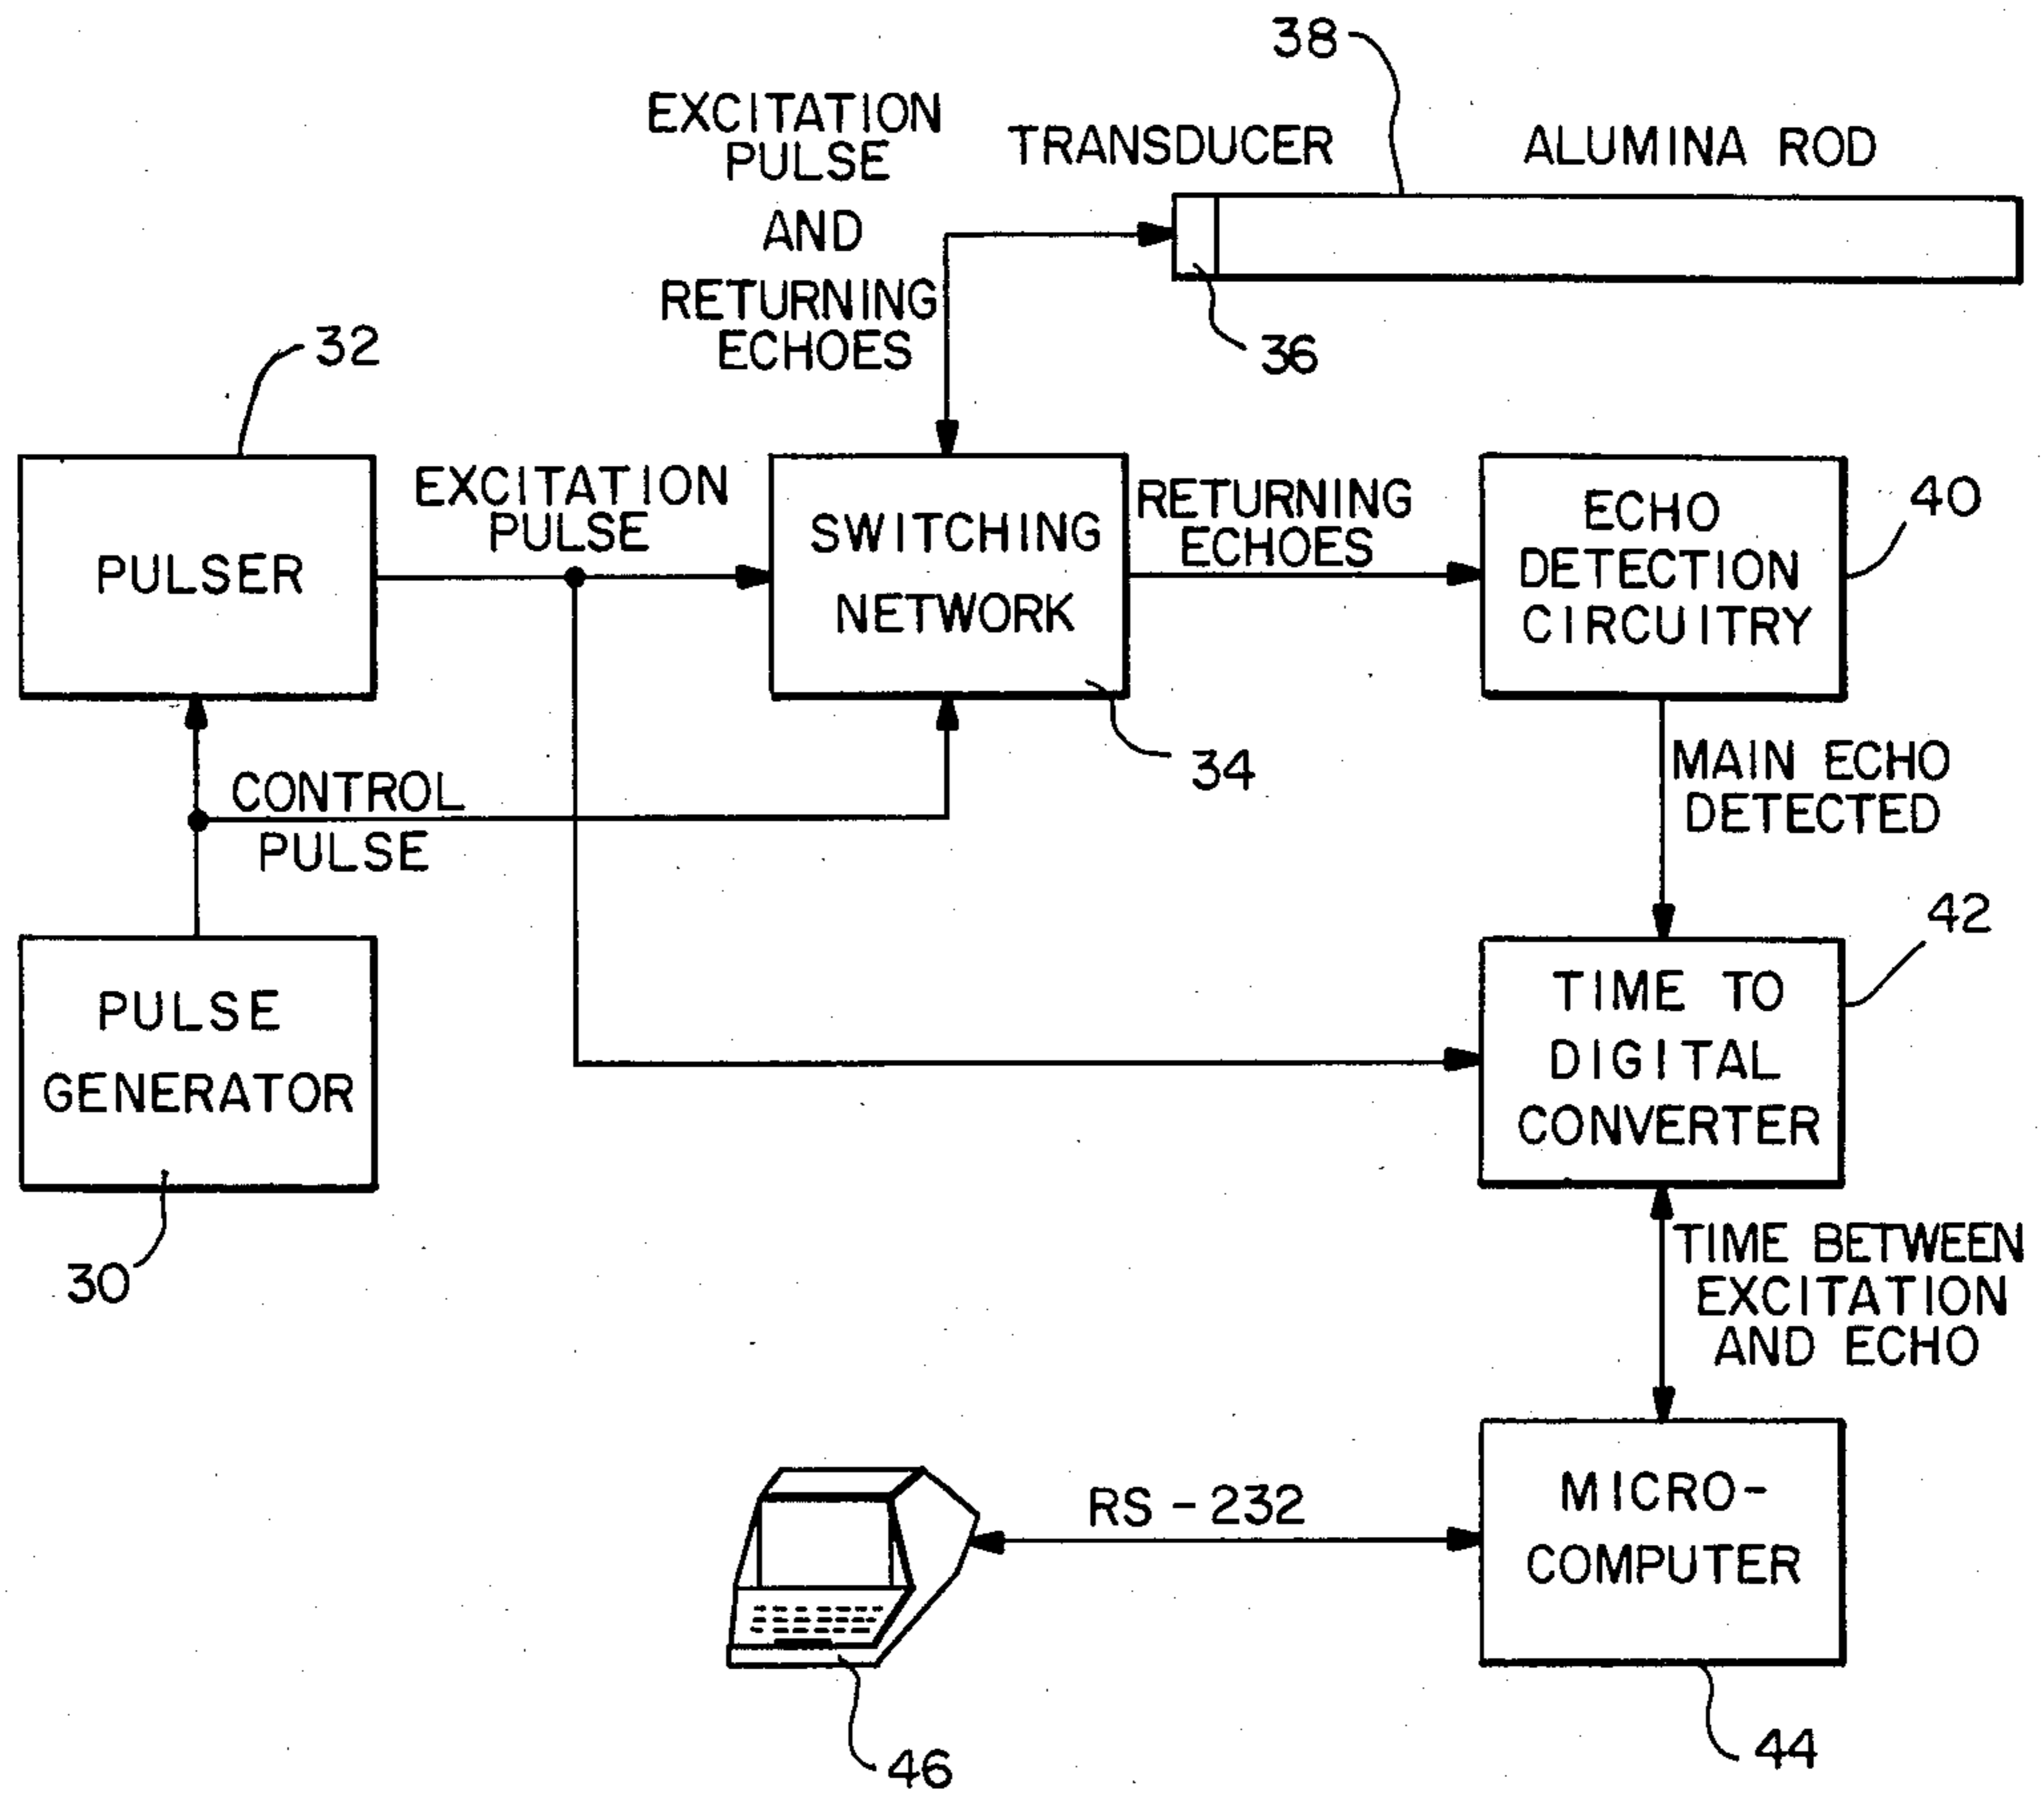 38
EXCITATION
PULSE
AND
RETURNING
ECHOES
TRANSDUCER
ALUMINA ROD
36
32
PULSER
EXCITATION
PULSE
SWITCHING
NETWORK
34
RETURNING
ECHOES
ECHO
DETECTION
CIRCUITRY
40
CONTROL
PULSE
MAIN ECHO
DETECTED
PULSE
GENERATOR
30
TIME TO
DIGITAL
CONVERTER
42
TIME BETWEEN
EXCITATION
AND ECHO
RS-232
MICRO-
COMPUTER
46
44